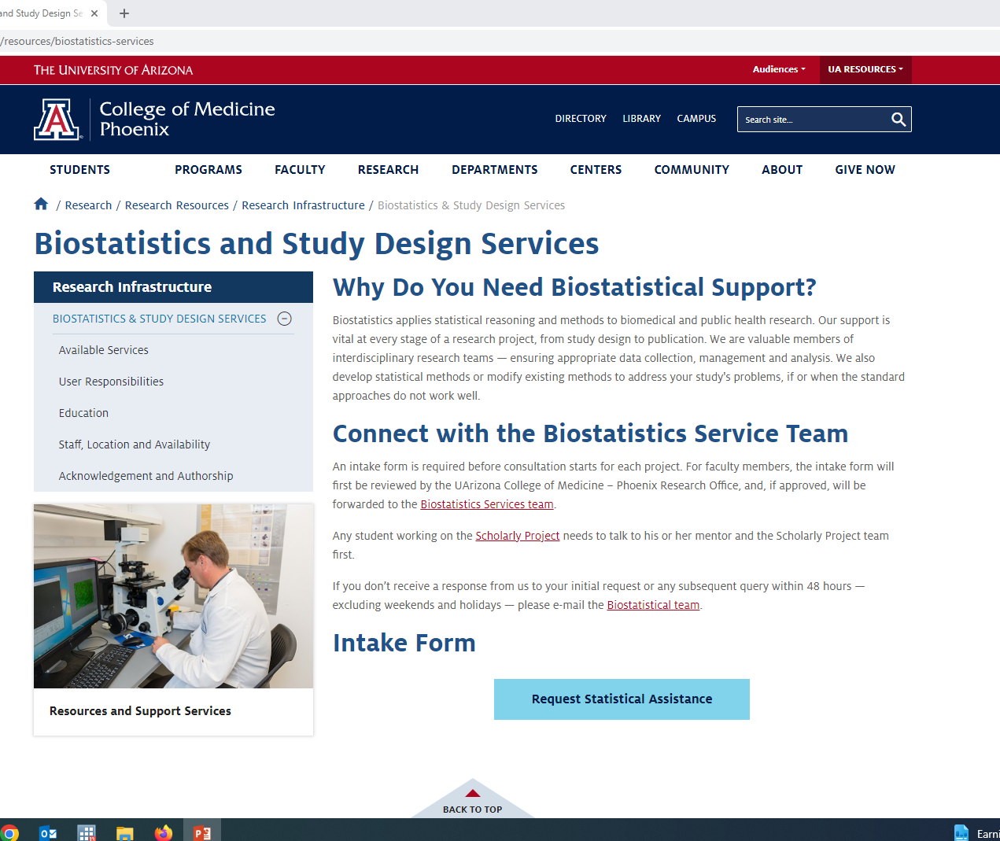 and Study Design Se
/resources/biostatistics-services
THE UNIVERSITY OF ARIZONA
Audiences
UA RESOURCES
A
College of Medicine
Phoenix
DIRECTORY LIBRARY CAMPUS
Search site...
STUDENTS PROGRAMS FACULTY RESEARCH DEPARTMENTS CENTERS COMMUNITY ABOUT GIVE NOW
/ Research / Research Resources / Research Infrastructure / Biostatistics & Study Design Services
Biostatistics and Study Design Services
Research Infrastructure
BIOSTATISTICS & STUDY DESIGN SERVICES
Available Services
User Responsibilities
Education
Staff, Location and Availability
Acknowledgement and Authorship
Resources and Support Services
Why Do You Need Biostatistical Support?
Biostatistics applies statistical reasoning and methods to biomedical and public health research. Our support is
vital at every stage of a research project, from study design to publication. We are valuable members of
interdisciplinary research teams — ensuring appropriate data collection, management and analysis. We also
develop statistical methods or modify existing methods to address your study's problems, if or when the standard
approaches do not work well.
Connect with the Biostatistics Service Team
An intake form is required before consultation starts for each project. For faculty members, the intake form will
first be reviewed by the UArizona College of Medicine – Phoenix Research Office, and, if approved, will be
forwarded to the Biostatistics Services team.
Any student working on the Scholarly Project needs to talk to his or her mentor and the Scholarly Project team
first.
If you don’t receive a response from us to your initial request or any subsequent query within 48 hours —
excluding weekends and holidays — please e-mail the Biostatistical team.
Intake Form
Request Statistical Assistance
BACK TO TOP
Earni